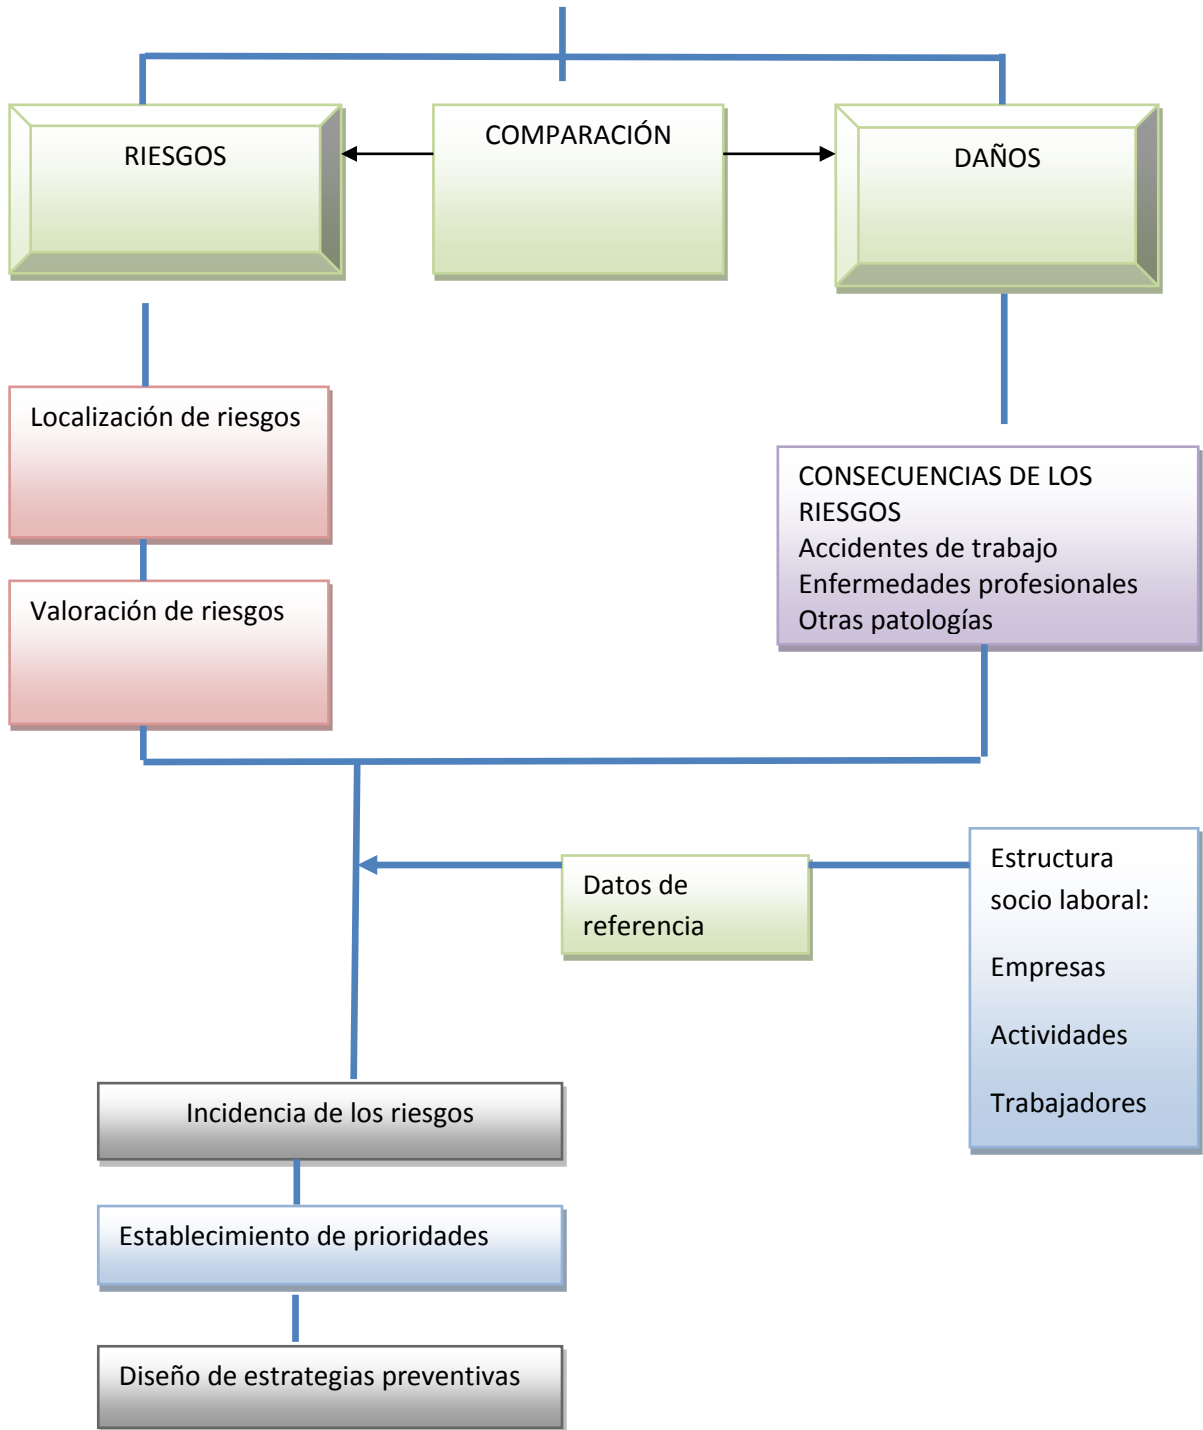 RIESGOS
COMPARACIÓN
DAÑOS
Localización de riesgos
Valoración de riesgos
CONSECUENCIAS DE LOS
RIESGOS
Accidentes de trabajo
Enfermedades profesionales
Otras patologías
Datos de
referencia
Estructura
socio laboral:
Empresas
Actividades
Trabajadores
Incidencia de los riesgos
Establecimiento de prioridades
Diseño de estrategias preventivas